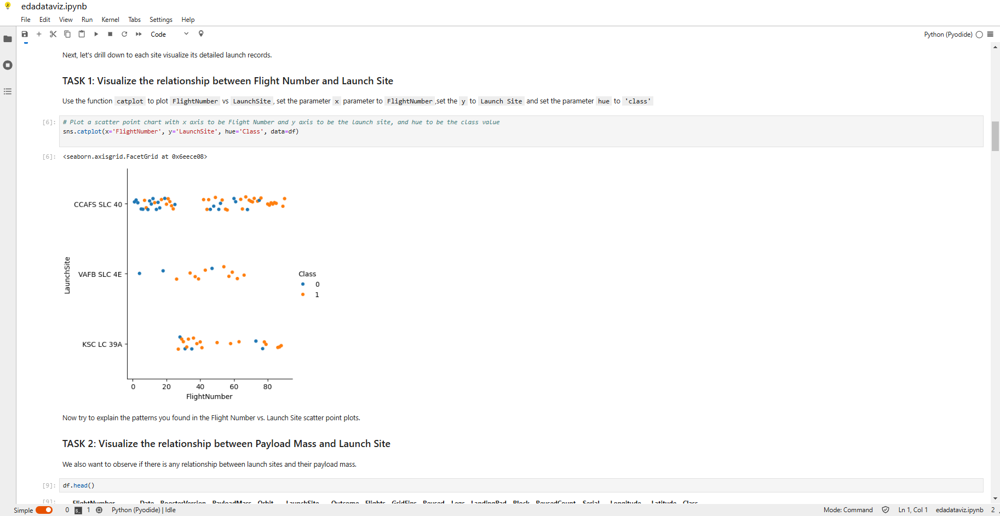 edadataviz.ipynb
File Edit View Run Kernel Tabs Settings Help
Code
Python (Pyodide)
Next, let's drill down to each site visualize its detailed launch records.
TASK 1: Visualize the relationship between Flight Number and Launch Site
Use the function catplot to plot FlightNumber vs LaunchSite , set the parameter x parameter to FlightNumber ,set the y to Launch Site and set the parameter hue to 'class'
[6]: # Plot a scatter point chart with x axis to be Flight Number and y axis to be the launch site, and hue to be the class value
sns.catplot(x='FlightNumber', y='LaunchSite', hue='Class', data=df)
[6]: <seaborn.axisgrid.FacetGrid at 0x6eece08>
CCAFS SLC 40
VAFB SLC 4E
KSC LC 39A
LaunchSite
Class
0
1
0 20 40 60 80
FlightNumber
Now try to explain the patterns you found in the Flight Number vs. Launch Site scatter point plots.
TASK 2: Visualize the relationship between Payload Mass and Launch Site
We also want to observe if there is any relationship between launch sites and their payload mass.
[9]: df.head()
[9]: FlightNumber Date BoosterVersion PayloadMass Orbit LaunchSite Outcome Flights GridFins Reused Legs LandingPad Block ReusedCount Serial Longitude Latitude Class
Simple 0 $_ 1 Python (Pyodide) | Idle Mode: Command Ln 1, Col 1 edadataviz.ipynb 2